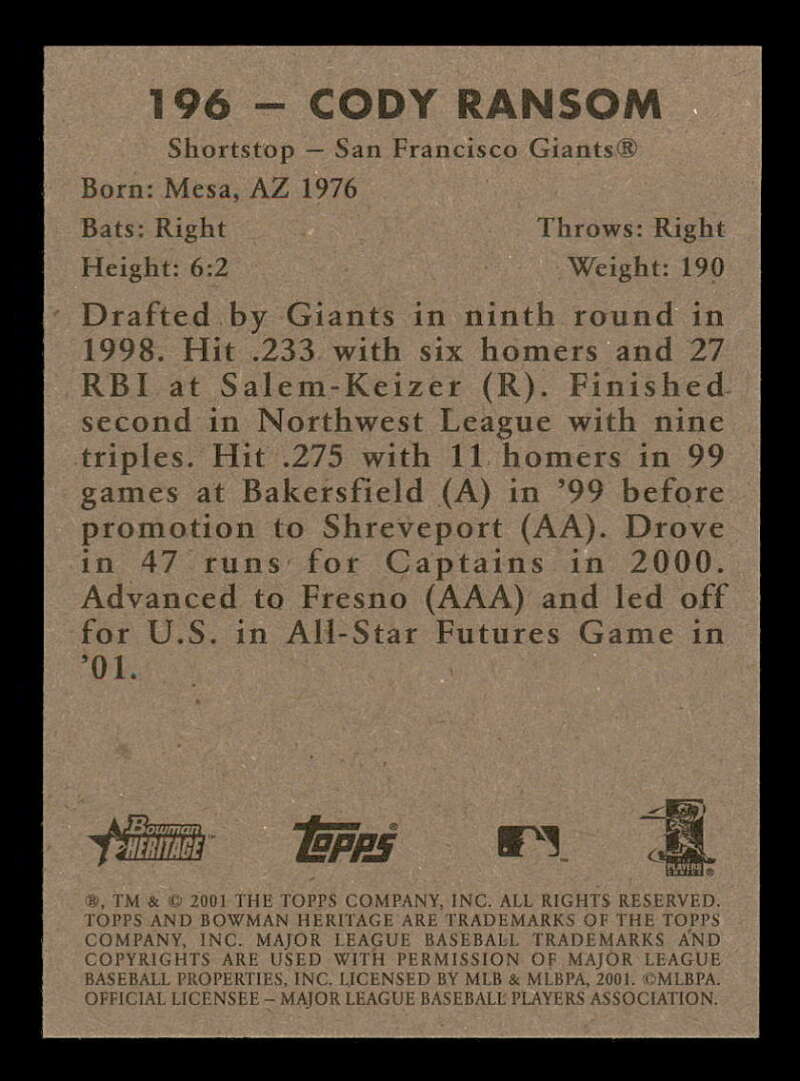 196 – CODY RANSOM
Shortstop – San Francisco Giants®
Born: Mesa, AZ 1976
Bats: Right Throws: Right
Height: 6:2 Weight: 190
Drafted by Giants in ninth round in
1998. Hit .233 with six homers and 27
RBI at Salem-Keizer (R). Finished
second in Northwest League with nine
triples. Hit .275 with 11 homers in 99
games at Bakersfield (A) in ’99 before
promotion to Shreveport (AA). Drove
in 47 runs for Captains in 2000.
Advanced to Fresno (AAA) and led off
for U.S. in All-Star Futures Game in
’01.
Bowman HERITAGE™ TOPPS® ™ PLAYERS CHOICE®
®, TM & © 2001 THE TOPPS COMPANY, INC. ALL RIGHTS RESERVED.
TOPPS AND BOWMAN HERITAGE ARE TRADEMARKS OF THE TOPPS
COMPANY, INC. MAJOR LEAGUE BASEBALL TRADEMARKS AND
COPYRIGHTS ARE USED WITH PERMISSION OF MAJOR LEAGUE
BASEBALL PROPERTIES, INC. LICENSED BY MLB & MLBPA, 2001. ©MLBPA.
OFFICIAL LICENSEE – MAJOR LEAGUE BASEBALL PLAYERS ASSOCIATION.